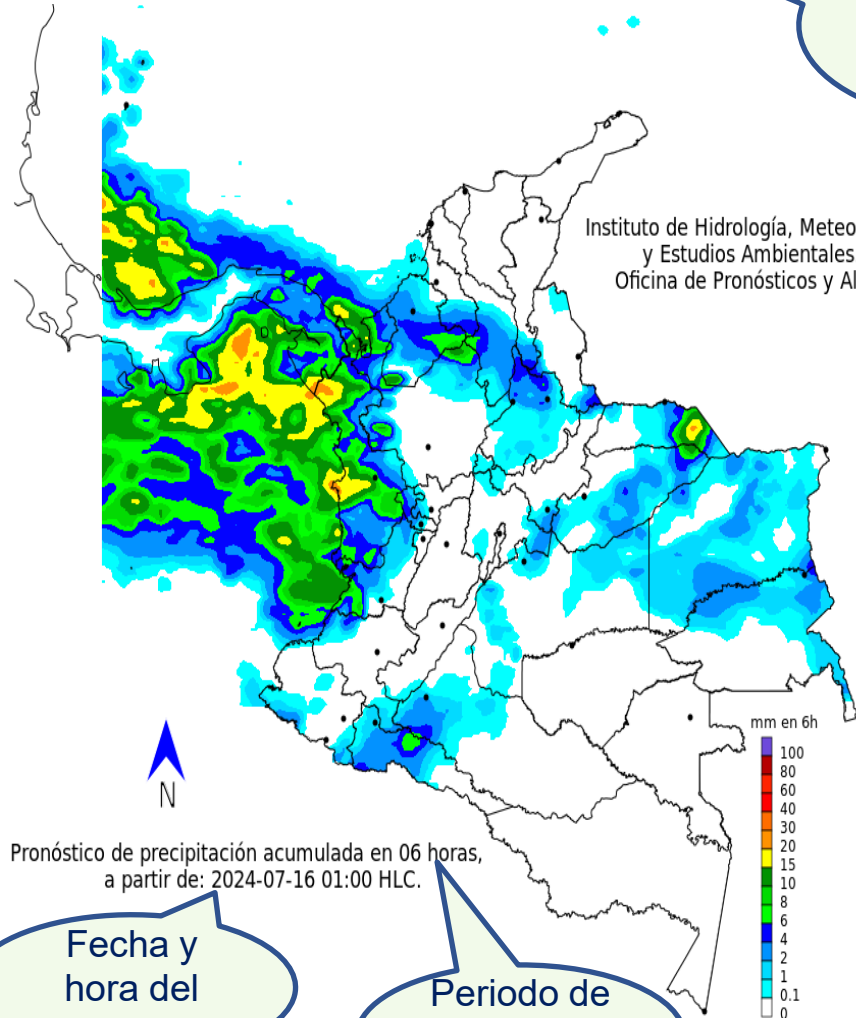 Instituto de Hidrología, Meteo
y Estudios Ambientales
Oficina de Pronósticos y Al
N
mm en 6h
100
80
60
40
30
20
15
10
8
6
4
2
1
0.1
0
Pronóstico de precipitación acumulada en 06 horas,
a partir de: 2024-07-16 01:00 HLC.
Fecha y
hora del
Periodo de